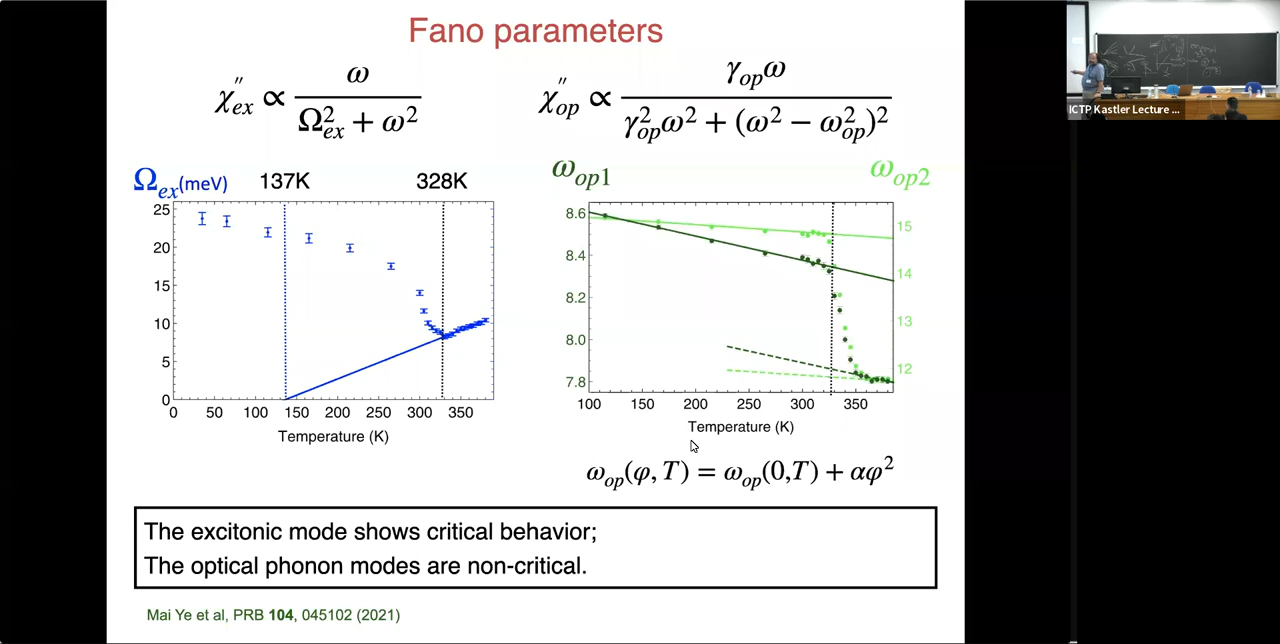 Fano parameters
χ''ex ∝ ω / (Ω²ex + ω²)
χ''op ∝ γopω / (γ²opω² + (ω² − ω²op)²)
Ωex(meV) 137K 328K
25
20
15
10
5
0
0 50 100 150 200 250 300 350
Temperature (K)
ωop1 ωop2
8.6
8.4
8.2
8.0
7.8
15
14
13
12
100 150 200 250 300 350
Temperature (K)
ωop(φ, T) = ωop(0,T) + αφ²
The excitonic mode shows critical behavior;
The optical phonon modes are non-critical.
Mai Ye et al, PRB 104, 045102 (2021)
ICTP Kastler Lecture ...